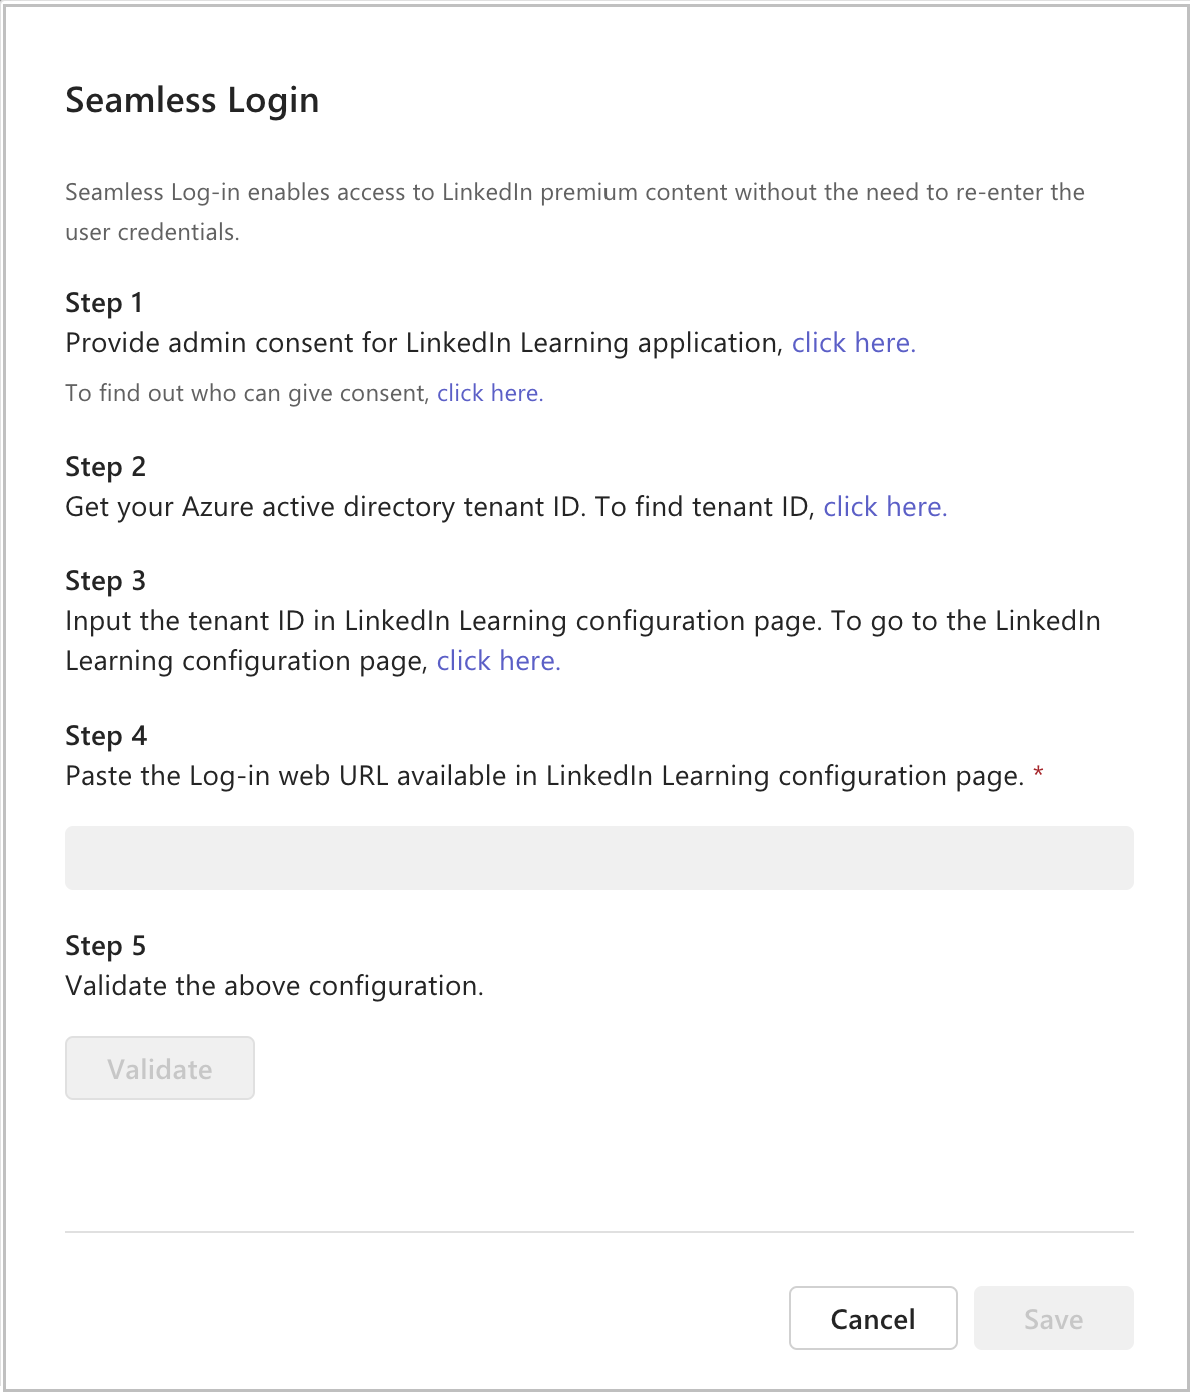 Seamless Login
Seamless Log-in enables access to LinkedIn premium content without the need to re-enter the
user credentials.
Step 1
Provide admin consent for LinkedIn Learning application, click here.
To find out who can give consent, click here.
Step 2
Get your Azure active directory tenant ID. To find tenant ID, click here.
Step 3
Input the tenant ID in LinkedIn Learning configuration page. To go to the LinkedIn
Learning configuration page, click here.
Step 4
Paste the Log-in web URL available in LinkedIn Learning configuration page. *
Step 5
Validate the above configuration.
Validate
Cancel Save